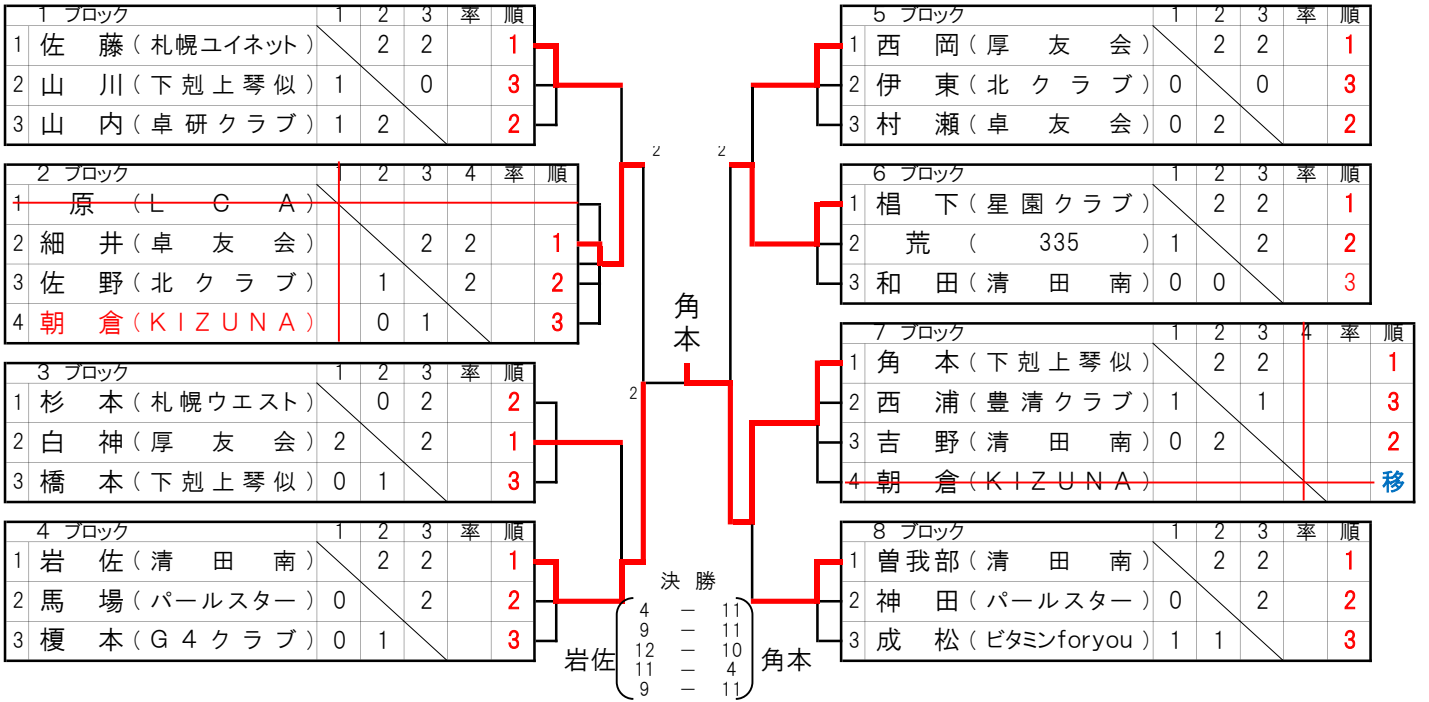 1 ブロック 1 2 3 率 順
1 佐 藤 ( 札幌ユイネット ) 2 2 1
2 山 川 ( 下 剋 上 琴 似 ) 1 0 3
3 山 内 ( 卓 研 ク ラ ブ ) 1 2 2
2 ブロック 1 2 3 4 率 順
1 原 ( L C A )
2 細 井 ( 卓 友 会 ) 2 2 1
3 佐 野 ( 北 ク ラ ブ ) 1 2 2
4 朝 倉 ( K I Z U N A ) 0 1 3
3 ブロック 1 2 3 率 順
1 杉 本 ( 札幌ウエスト ) 0 2 2
2 白 神 ( 厚 友 会 ) 2 2 1
3 橋 本 ( 下 剋 上 琴 似 ) 0 1 3
4 ブロック 1 2 3 率 順
1 岩 佐 ( 清 田 南 ) 2 2 1
2 馬 場 ( パールスター ) 0 2 2
3 榎 本 ( G 4 ク ラ ブ ) 0 1 3
2 2
角本
2
決 勝
岩佐 角本
4 － 11
9 － 11
12 － 10
11 － 4
9 － 11
5 ブロック 1 2 3 率 順
1 西 岡 ( 厚 友 会 ) 2 2 1
2 伊 東 ( 北 ク ラ ブ ) 0 0 3
3 村 瀬 ( 卓 友 会 ) 0 2 2
6 ブロック 1 2 3 率 順
1 椙 下 ( 星 園 ク ラ ブ ) 2 2 1
2 荒 ( 335 ) 1 2 2
3 和 田 ( 清 田 南 ) 0 0 3
7 ブロック 1 2 3 4 率 順
1 角 本 ( 下 剋 上 琴 似 ) 2 2 1
2 西 浦 ( 豊 清 ク ラ ブ ) 1 1 3
3 吉 野 ( 清 田 南 ) 0 2 2
4 朝 倉 ( K I Z U N A ) 移
8 ブロック 1 2 3 率 順
1 曽我部 ( 清 田 南 ) 2 2 1
2 神 田 ( パールスター ) 0 2 2
3 成 松 ( ビタミンforyou ) 1 1 3